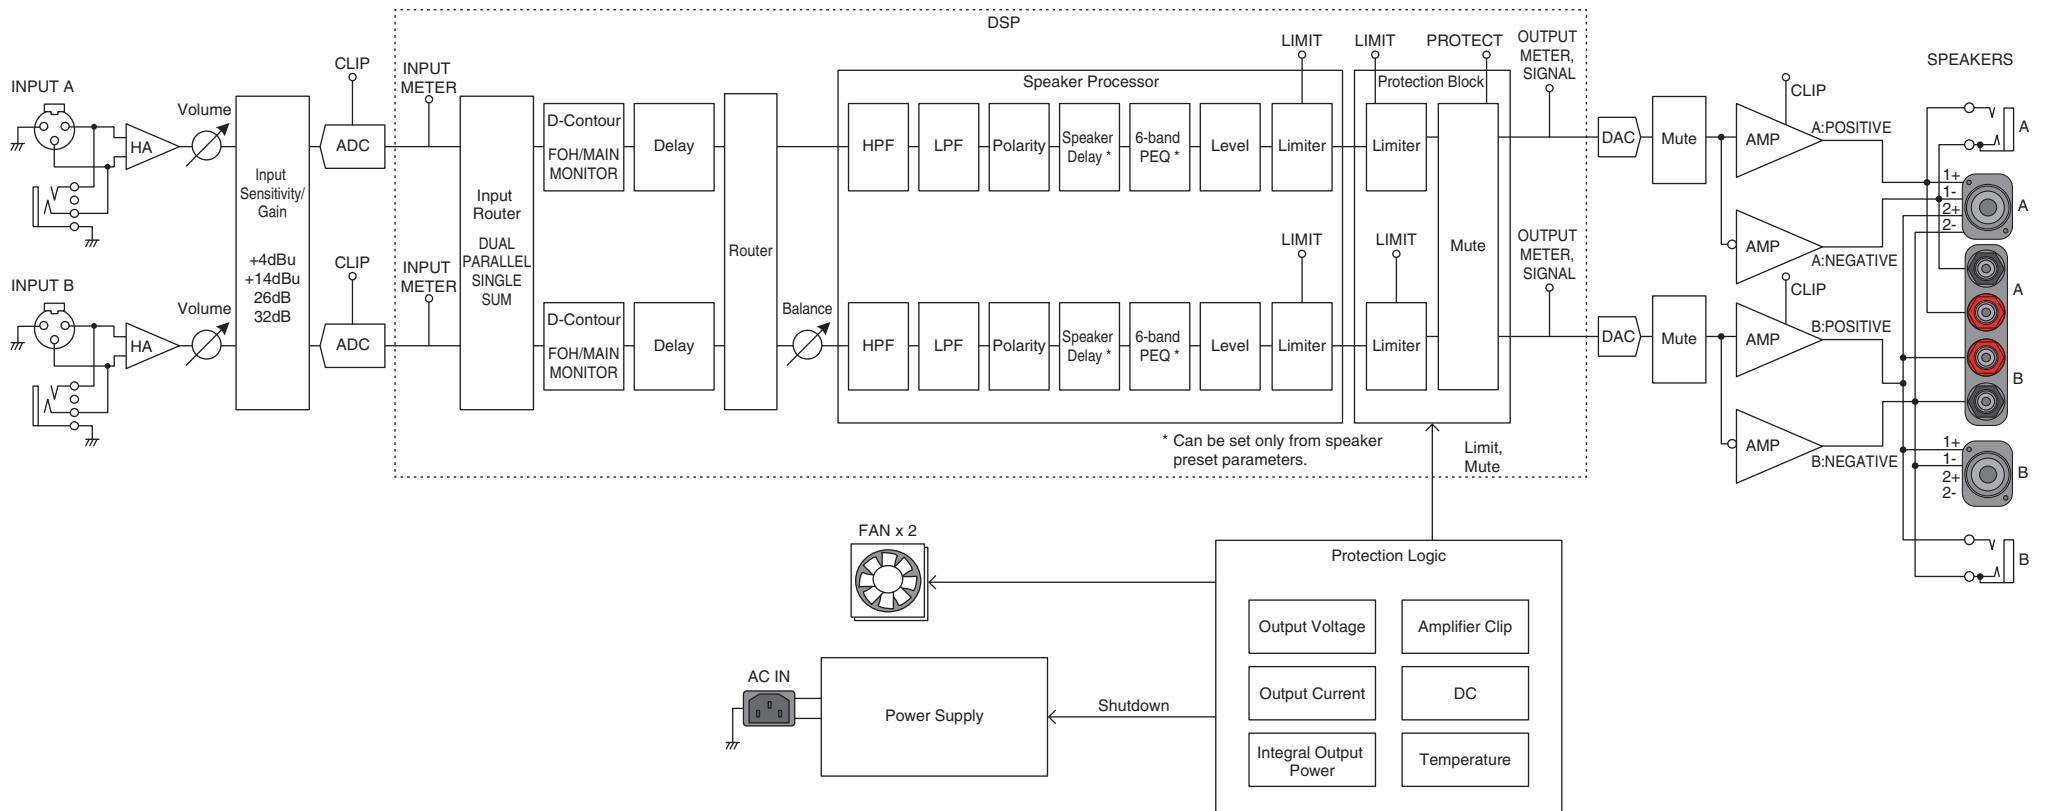 DSP
INPUT A
Volume
HA
CLIP
ADC
INPUT
METER
INPUT B
Volume
HA
CLIP
ADC
INPUT
METER
Input
Sensitivity/
Gain
+4dBu
+14dBu
26dB
32dB
Input
Router
DUAL
PARALLEL
SINGLE
SUM
D-Contour
FOH/MAIN
MONITOR
Delay
D-Contour
FOH/MAIN
MONITOR
Delay
Router
Balance
Speaker Processor
LIMIT
HPF
LPF
Polarity
Speaker
Delay *
6-band
PEQ *
Level
Limiter
LIMIT
HPF
LPF
Polarity
Speaker
Delay *
6-band
PEQ *
Level
Limiter
* Can be set only from speaker
preset parameters.
LIMIT
PROTECT
Protection Block
Limiter
LIMIT
Limiter
Mute
Limit,
Mute
OUTPUT
METER,
SIGNAL
DAC
Mute
OUTPUT
METER,
SIGNAL
DAC
Mute
CLIP
AMP
A:POSITIVE
AMP
A:NEGATIVE
CLIP
AMP
B:POSITIVE
AMP
B:NEGATIVE
SPEAKERS
A
1+
1-
2+
2-
A
A
B
1+
1-
2+
2-
B
B
FAN x 2
AC IN
Power Supply
Shutdown
Protection Logic
Output Voltage
Amplifier Clip
Output Current
DC
Integral Output
Power
Temperature